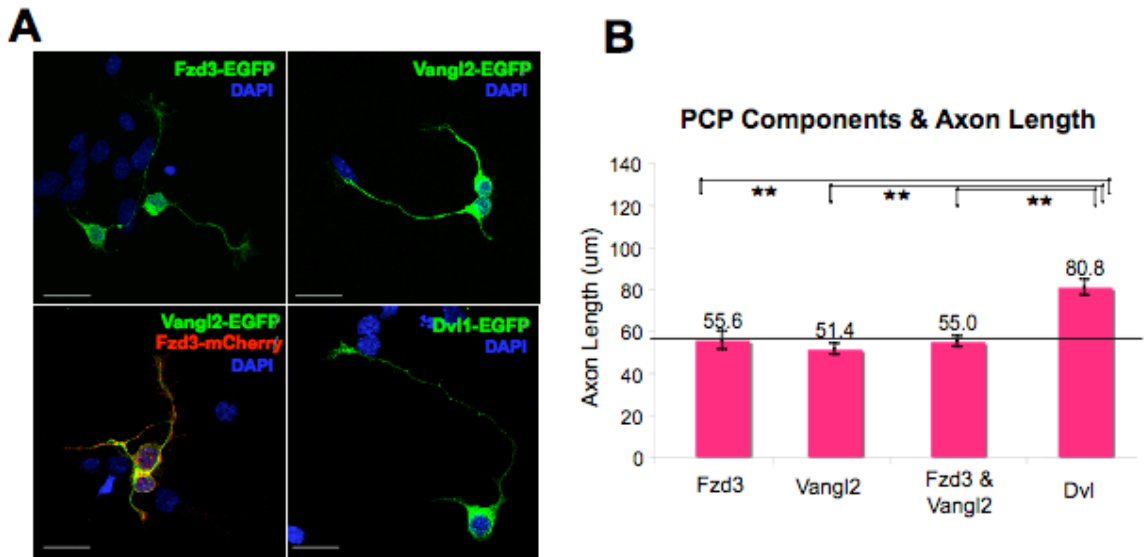 A
Fzd3-EGFP
DAPI
Vangl2-EGFP
DAPI
Vangl2-EGFP
Fzd3-mCherry
DAPI
Dvl1-EGFP
DAPI
B
PCP Components & Axon Length
Axon Length (um)
140
120
100
80
60
40
20
0
** ** **
55.6
51.4
55.0
80.8
Fzd3
Vangl2
Fzd3 &
Vangl2
Dvl